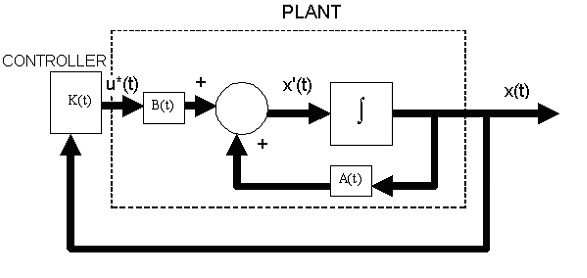 PLANT
CONTROLLER
K(t)
u*(t)
B(t)
+
x'(t)
∫
x(t)
+
A(t)